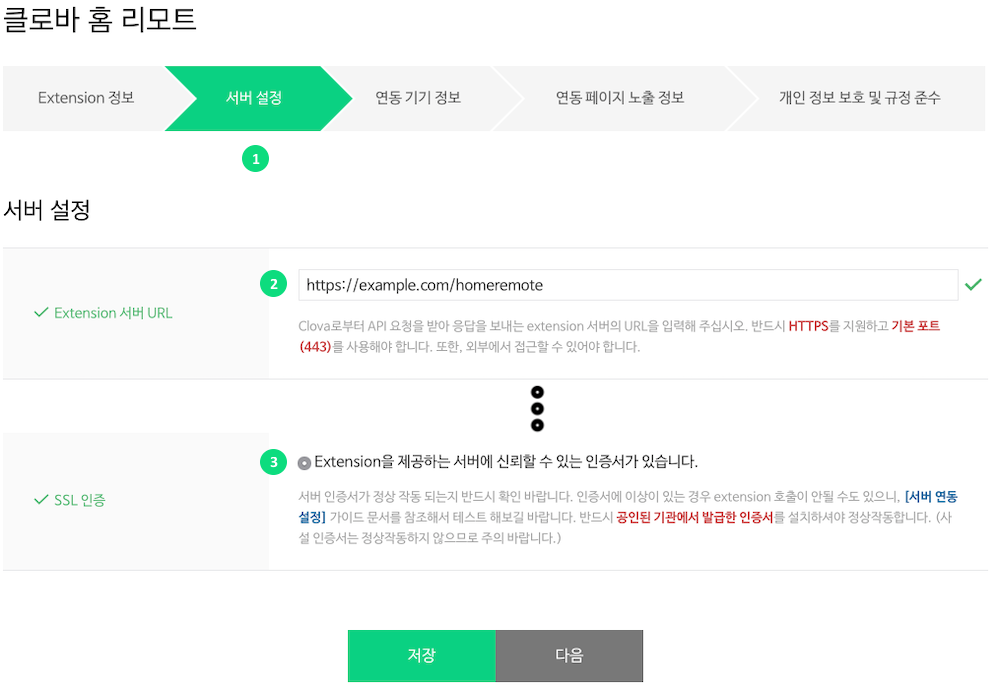 클로바 홈 리모트
Extension 정보
서버 설정
연동 기기 정보
연동 페이지 노출 정보
개인 정보 보호 및 규정 준수
1
서버 설정
2
https://example.com/homeremote
Extension 서버 URL
Clova로부터 API 요청을 받아 응답을 보내는 extension 서버의 URL을 입력해 주십시오. 반드시 HTTPS를 지원하고 기본 포트
(443)를 사용해야 합니다. 또한, 외부에서 접근할 수 있어야 합니다.
3
Extension을 제공하는 서버에 신뢰할 수 있는 인증서가 있습니다.
SSL 인증
서버 인증서가 정상 작동 되는지 반드시 확인 바랍니다. 인증서에 이상이 있는 경우 extension 호출이 안될 수도 있으니, [서버 연동
설정] 가이드 문서를 참조해서 테스트 해보길 바랍니다. 반드시 공인된 기관에서 발급한 인증서를 설치하셔야 정상작동합니다. (사
설 인증서는 정상작동하지 않으므로 주의 바랍니다.)
저장
다음